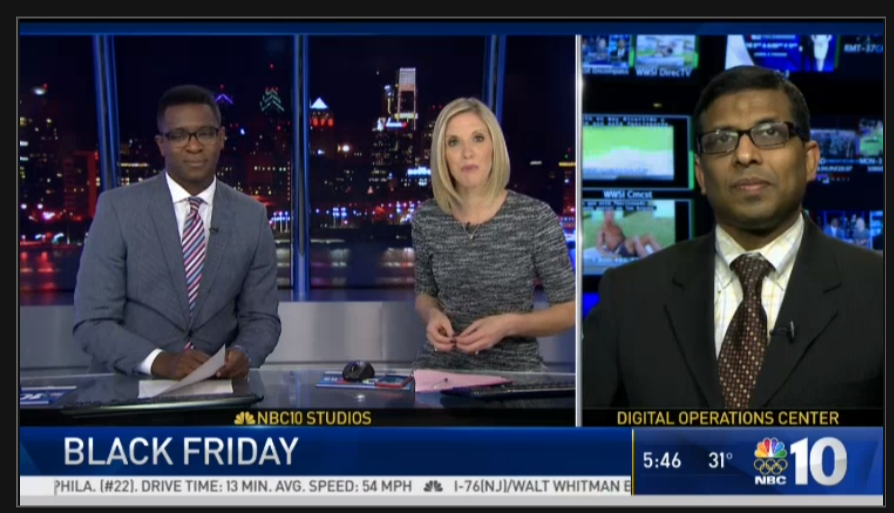 WWSI DirecTV
WWSI Cmcst
NBC10 STUDIOS
DIGITAL OPERATIONS CENTER
BLACK FRIDAY
5:46 31°
NBC 10
PHILA. (#22). DRIVE TIME: 13 MIN. AVG. SPEED: 54 MPH I-76(NJ)/WALT WHITMAN B